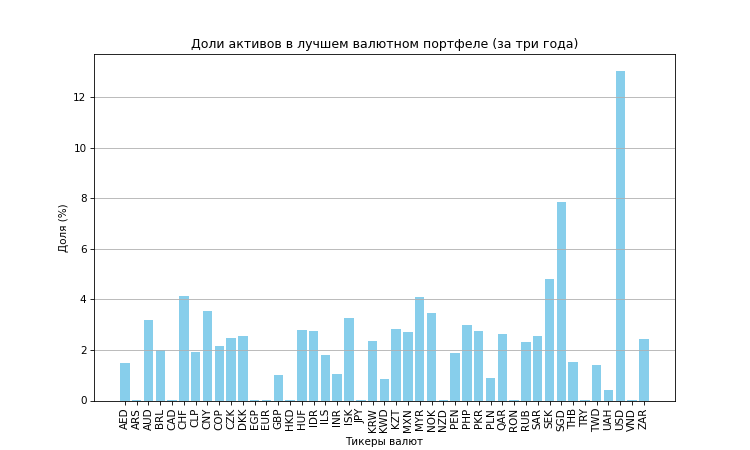 Доли активов в лучшем валютном портфеле (за три года)
Доля (%)
12
10
8
6
4
2
0
AED ARS AUD BRL CAD CHF CLP CNY COP CZK DKK EGP EUR GBP HKD HUF IDR ILS INR ISK JPY KRW KWD KZT MXN MYR NOK NZD PEN PHP PKR PLN QAR RON RUB SAR SEK SGD THB TRY TWD UAH USD VND ZAR
Тикеры валют